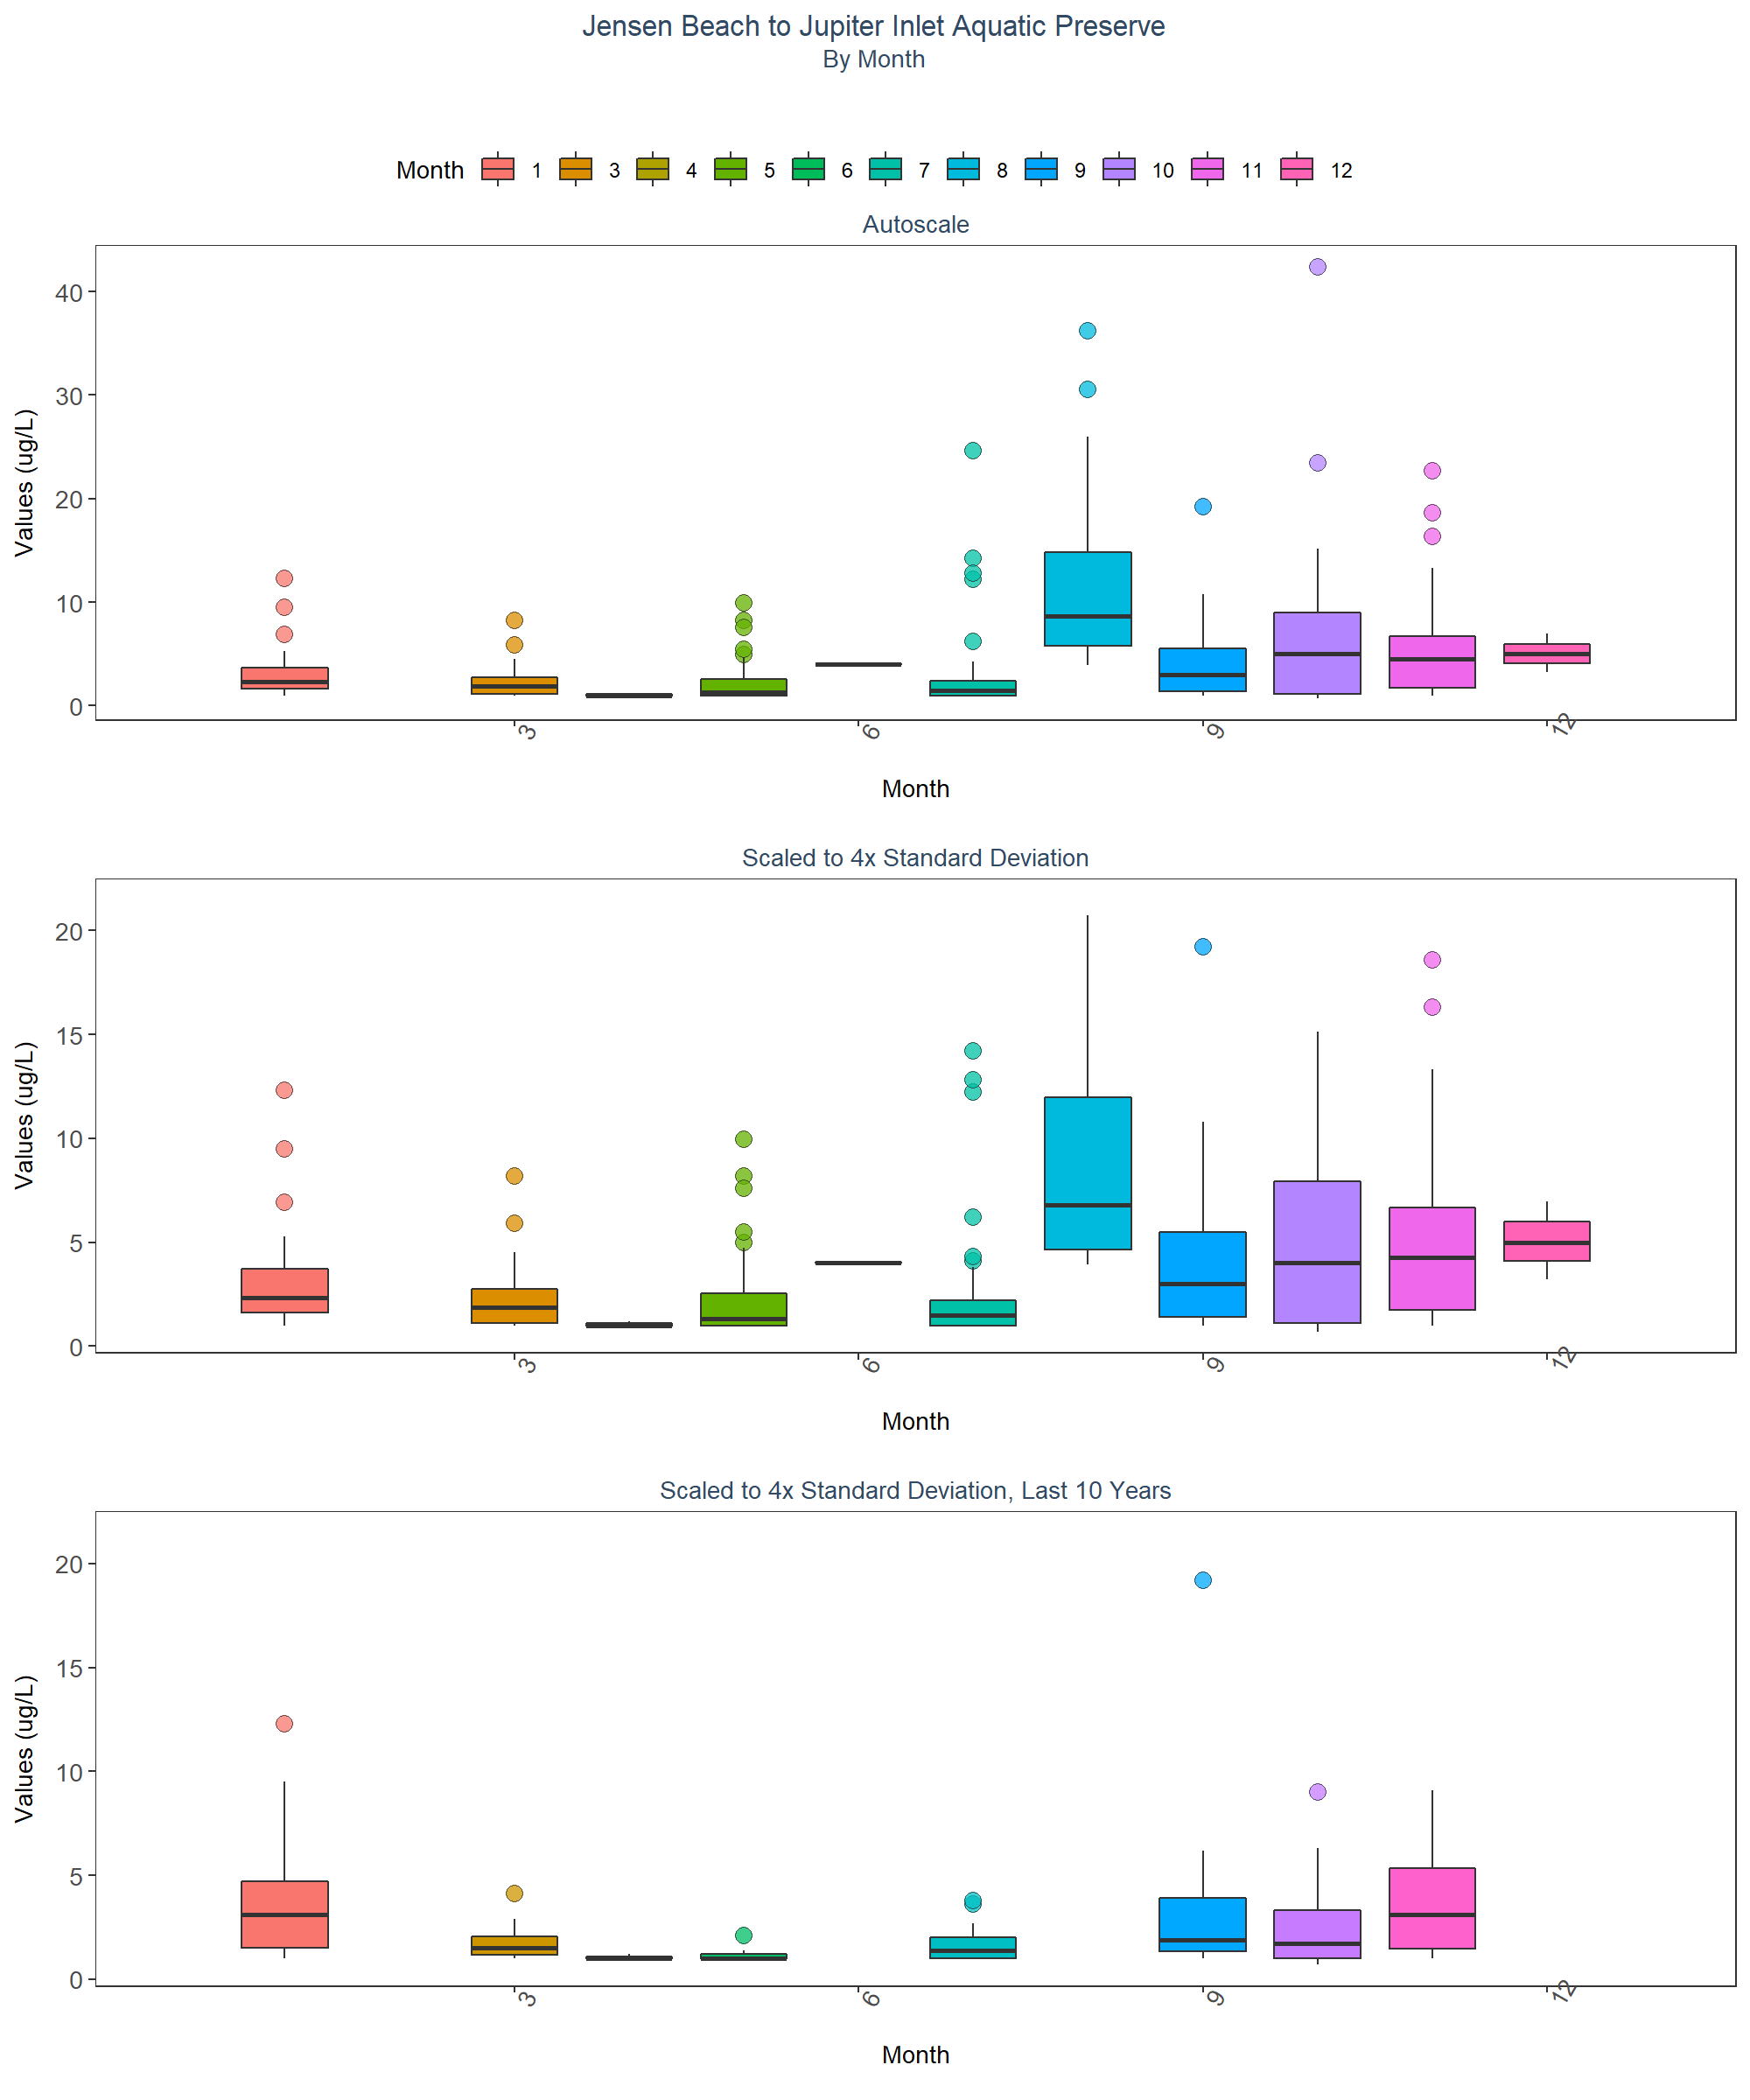 Jensen Beach to Jupiter Inlet Aquatic Preserve
By Month
Month 1 3 4 5 6 7 8 9 10 11 12
Autoscale
Values (ug/L)
40
30
20
10
0
3 6 9 12
Month
Scaled to 4x Standard Deviation
Values (ug/L)
20
15
10
5
0
3 6 9 12
Month
Scaled to 4x Standard Deviation, Last 10 Years
Values (ug/L)
20
15
10
5
0
3 6 9 12
Month